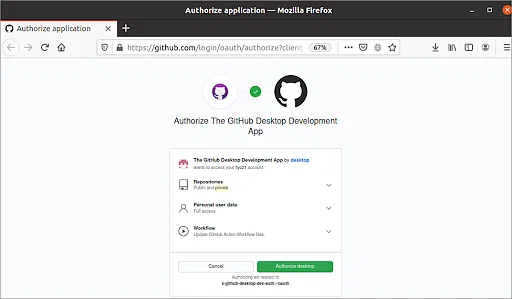 Authorize application — Mozilla Firefox
Authorize application
https://github.com/login/oauth/authorize?client
67%
Authorize The GitHub Desktop Development
App
The GitHub Desktop Development App by desktop
wants to access your fyc21 account
Repositories
Public and private
Personal user data
Full access
Workflow
Update GitHub Action Workflow files.
Cancel
Authorize desktop
Authorizing will redirect to
x-github-desktop-dev-auth://oauth